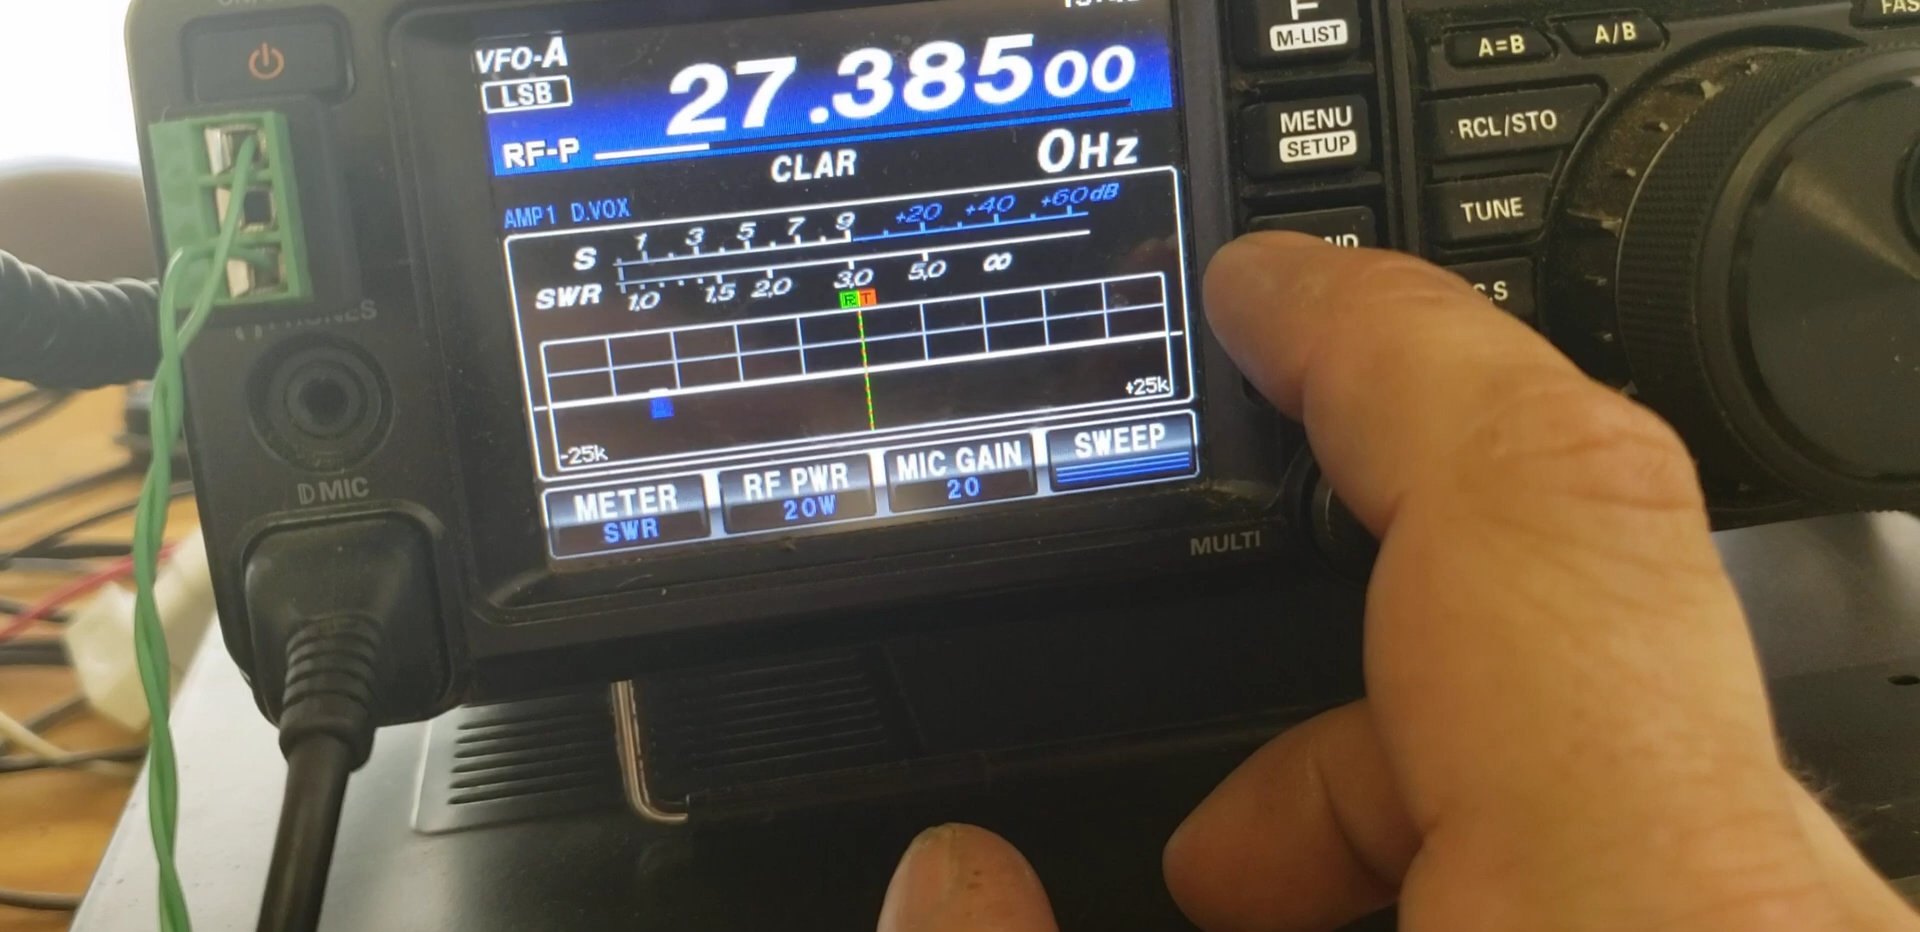 VFO-A
LSB
27.385 00
RF-P
CLAR
0Hz
AMP1 D.VOX
S 1 3 5 7 9 +20 +40 +60dB
SWR 1.0 1.5 2.0 3.0 5.0 ∞
R T
-25k
+25k
METER
SWR
RF PWR
20W
MIC GAIN
20
SWEEP
MULTI
PHONES
MIC
F
M-LIST
MENU
SETUP
A=B
A/B
FAS
RCL/STO
TUNE